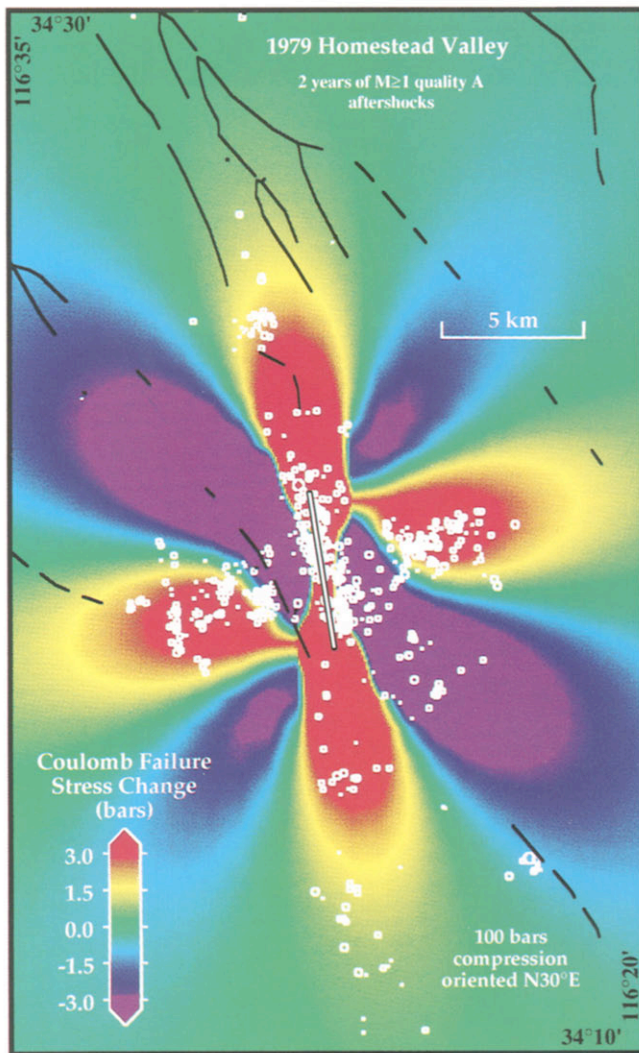 34°30'
116°35'
1979 Homestead Valley
2 years of M≥1 quality A
aftershocks
5 km
Coulomb Failure
Stress Change
(bars)
3.0
1.5
0.0
-1.5
-3.0
100 bars
compression
oriented N30°E
116°20'
34°10'